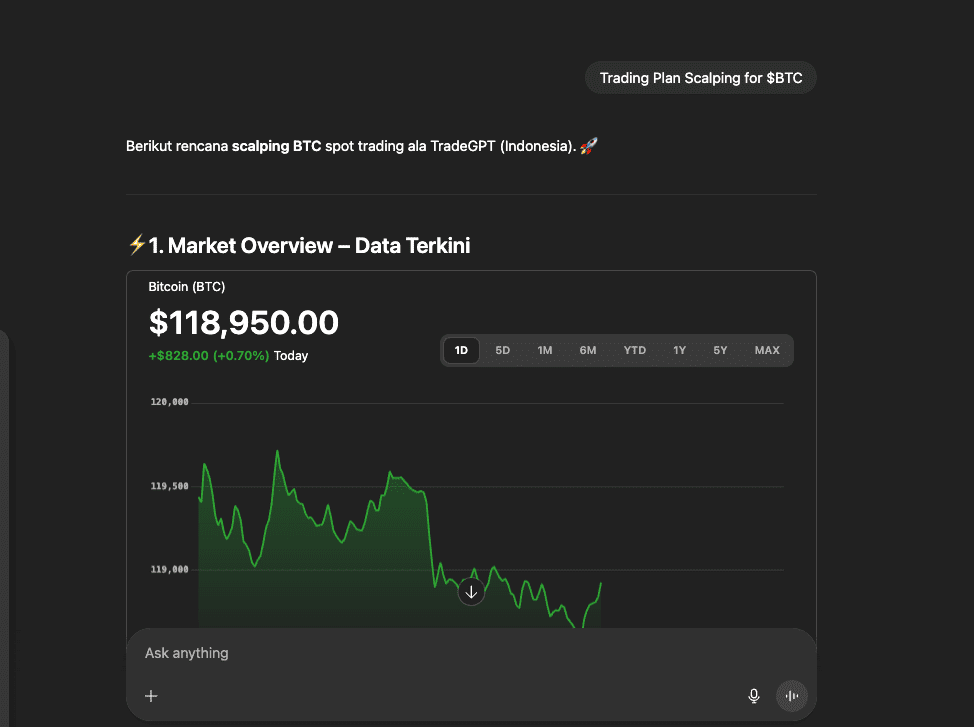 Trading Plan Scalping for $BTC
Berikut rencana scalping BTC spot trading ala TradeGPT (Indonesia). 🚀
⚡1. Market Overview – Data Terkini
Bitcoin (BTC)
$118,950.00
+$828.00 (+0.70%) Today
1D 5D 1M 6M YTD 1Y 5Y MAX
120,000
119,500
119,000
Ask anything